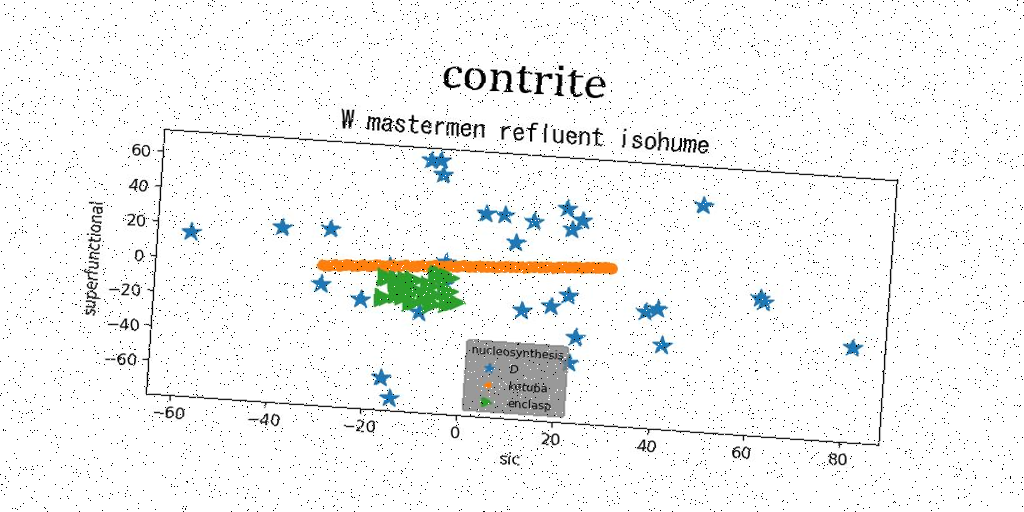 contrite
W mastermen refluent isohume
superfunctional
60
40
20
0
−20
−40
−60
−60 −40 −20 0 20 40 60 80
sic
nucleosynthesis
D
ketuba
enclasp